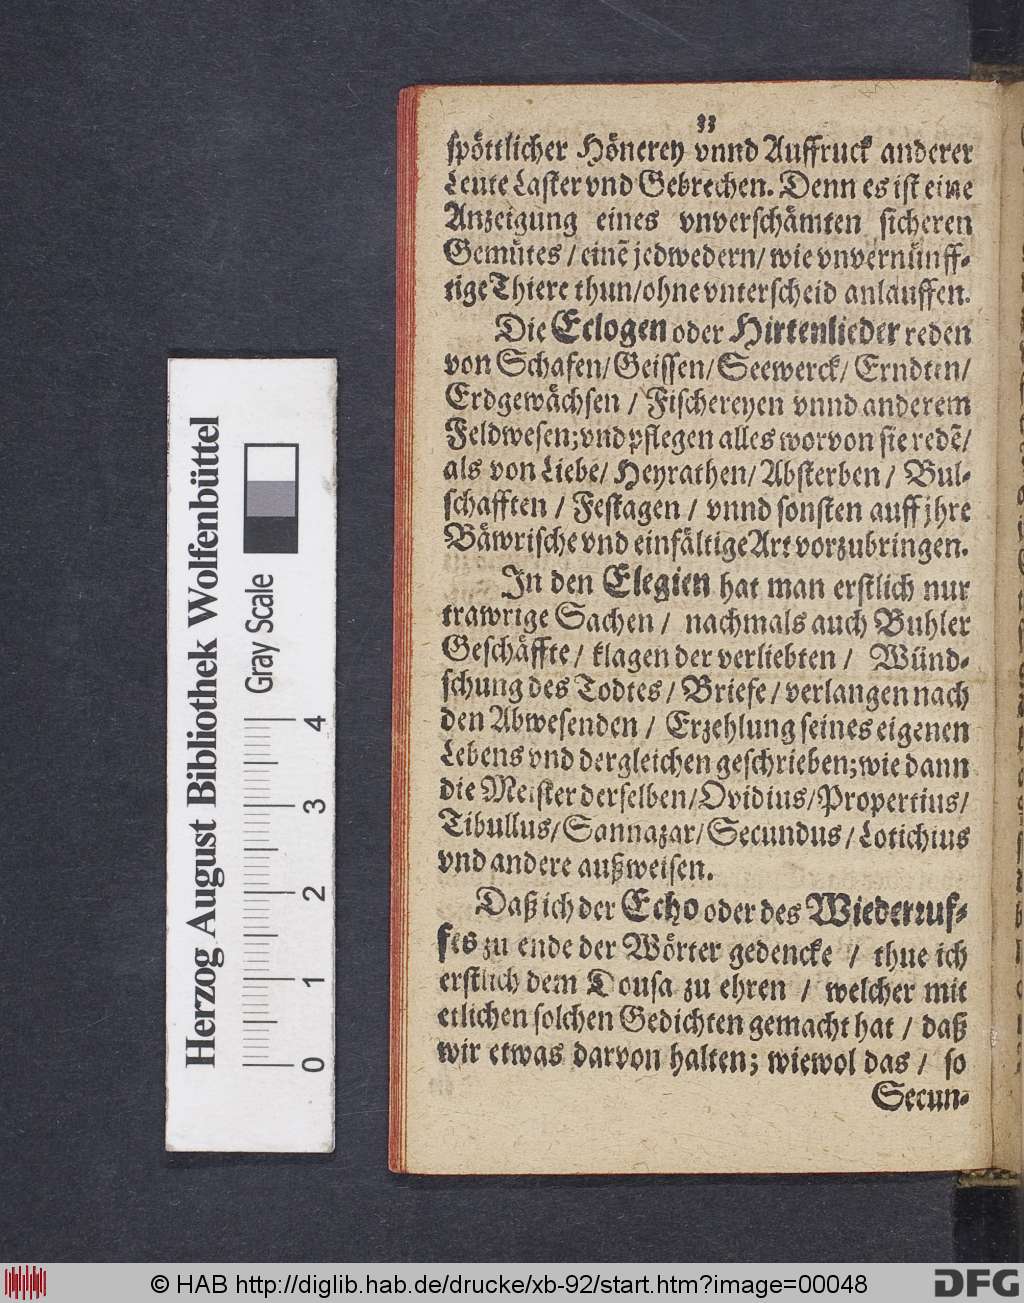 33
spöttlicher Hönerey vnnd Auffruck anderer
Leute Laster vnd Gebrechen. Denn es ist eine
Anzeigung eines vnverschämten sicheren
Gemütes / einẽ jedwedern / wie vnvernünff-
tige Thiere thun / ohne vnterscheid anlauffen.
Die Eclogen oder Hirtenlieder reden
von Schafen / Geissen / Seewerck / Erndten /
Erdgewächsen / Fischereyen vnnd anderem
Feldwesen; vnd pflegen alles worvon sie redẽ /
als von Liebe / Heyrathen / Absterben / Bul-
schafften / Festagen / vnnd sonsten auff jhre
Bäwrische vnd einfältige Art vorzubringen.
In den Elegien hat man erstlich nur
trawrige Sachen / nachmals auch Buhler
Geschäffte / klagen der verliebten / Wünd-
schung des Todtes / Briefe / verlangen nach
den Abwesenden / Erzehlung seines eigenen
Lebens vnd dergleichen geschrieben; wie dann
die Meister derselben / Ovidius / Propertius /
Tibullus / Sannazar / Secundus / Lotichius
vnd andere außweisen.
Daß ich der Echo oder des Wiederruf-
fes zu ende der Wörter gedencke / thue ich
erstlich dem Dousa zu ehren / welcher mit
etlichen solchen Gedichten gemacht hat / daß
wir etwas darvon halten; wiewol das / so
Secun-
Herzog August Bibliothek Wolfenbüttel
Gray Scale
0 1 2 3 4
© HAB http://diglib.hab.de/drucke/xb-92/start.htm?image=00048
DFG